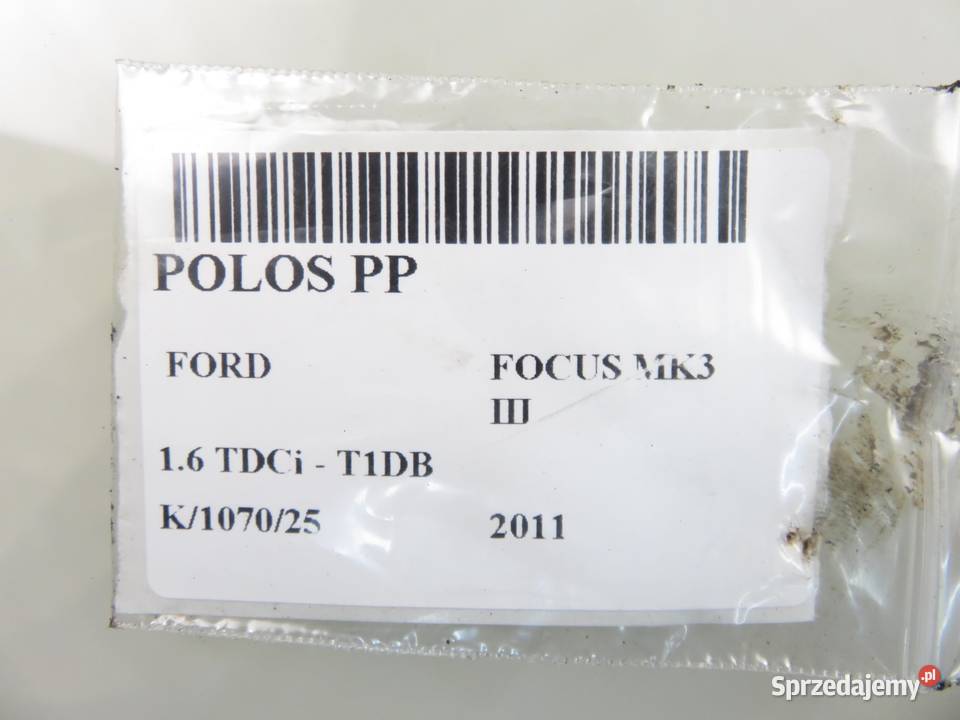 POLOS PP
FORD FOCUS MK3
III
1.6 TDCi - T1DB
K/1070/25 2011
Sprzedajemy.pl